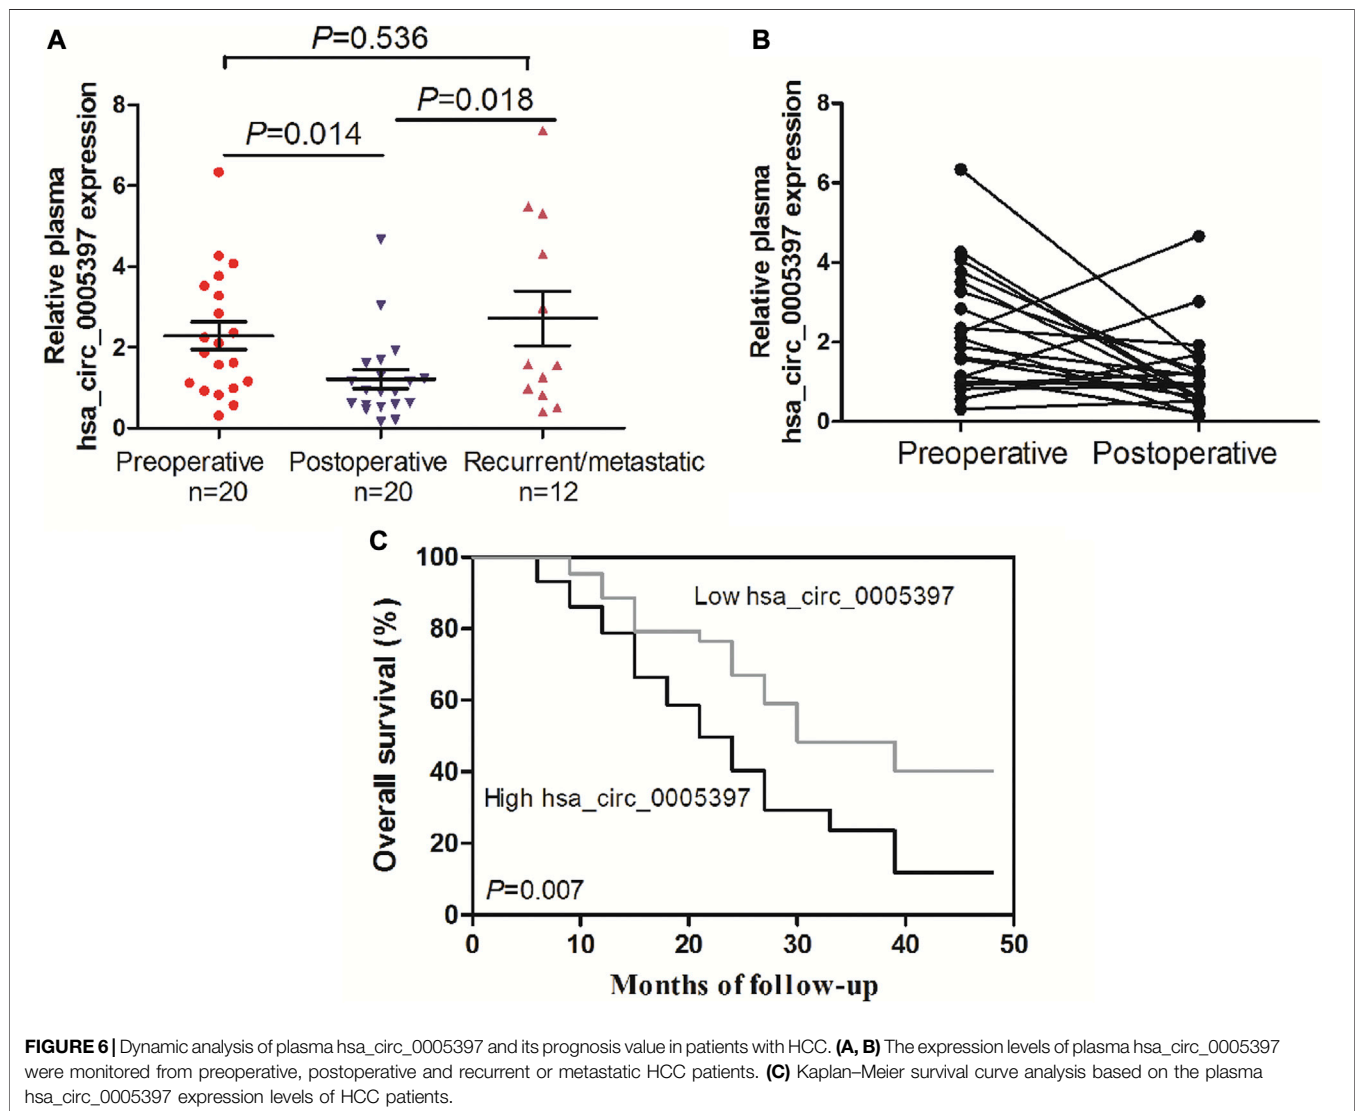 A
P=0.536
P=0.018
P=0.014
Relative plasma
hsa_circ_0005397 expression
8
6
4
2
0
Preoperative Postoperative Recurrent/metastatic
n=20 n=20 n=12
B
Relative plasma
hsa_circ_0005397 expression
8
6
4
2
0
Preoperative Postoperative
C
Overall survival (%)
100
80
60
40
20
0
Low hsa_circ_0005397
High hsa_circ_0005397
P=0.007
0 10 20 30 40 50
Months of follow-up
FIGURE 6 | Dynamic analysis of plasma hsa_circ_0005397 and its prognosis value in patients with HCC. (A, B) The expression levels of plasma hsa_circ_0005397
were monitored from preoperative, postoperative and recurrent or metastatic HCC patients. (C) Kaplan–Meier survival curve analysis based on the plasma
hsa_circ_0005397 expression levels of HCC patients.